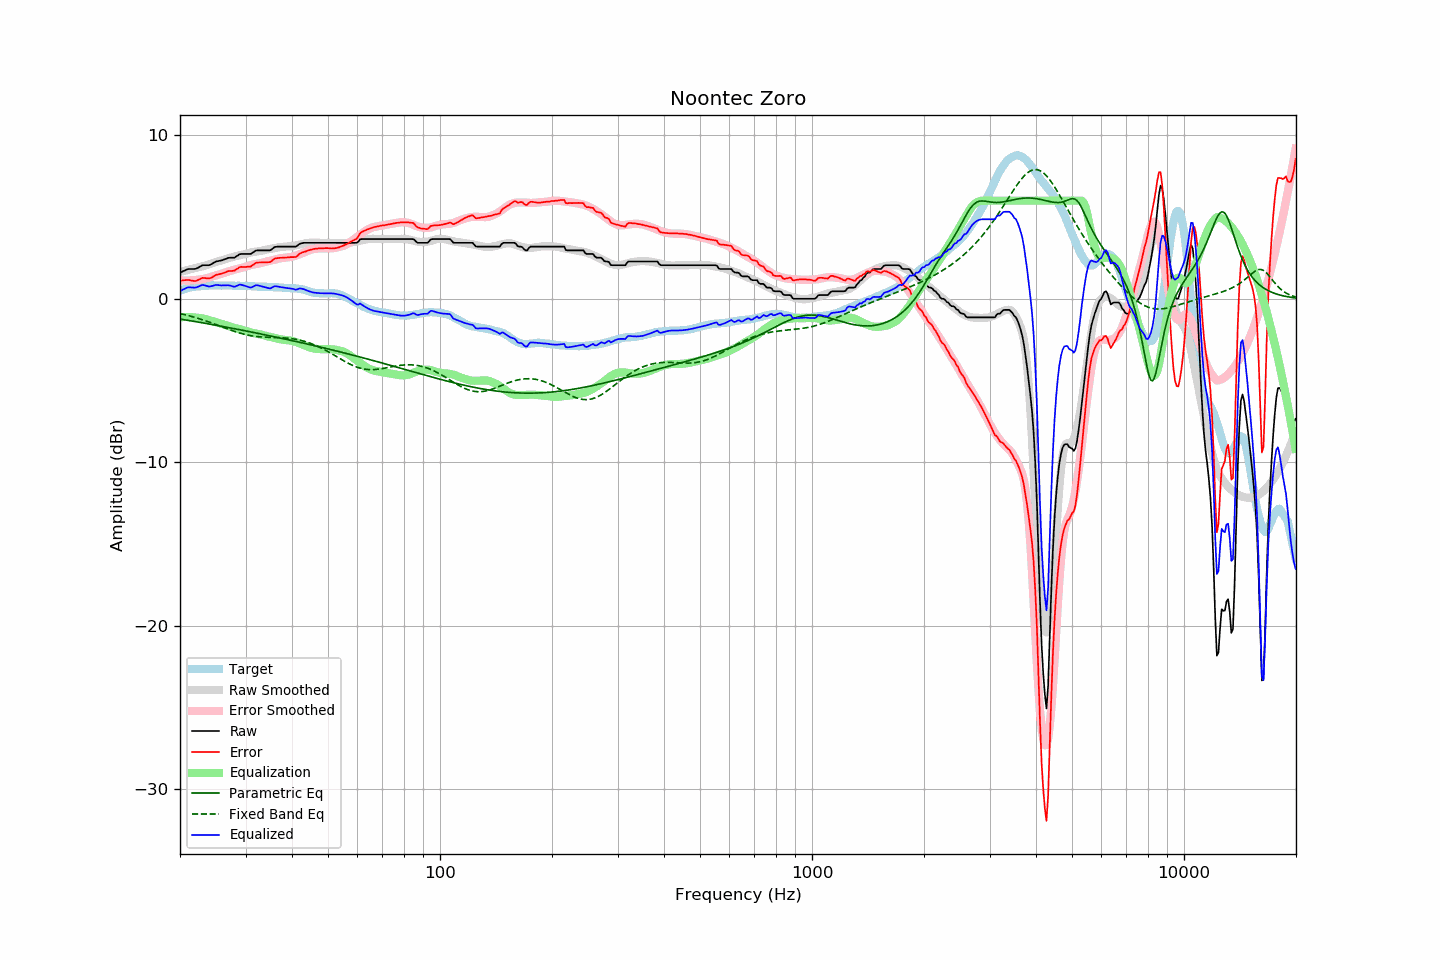 Noontec Zoro
10
0
−10
−20
−30
Amplitude (dBr)
Target
Raw Smoothed
Error Smoothed
Raw
Error
Equalization
Parametric Eq
Fixed Band Eq
Equalized
100
1000
10000
Frequency (Hz)